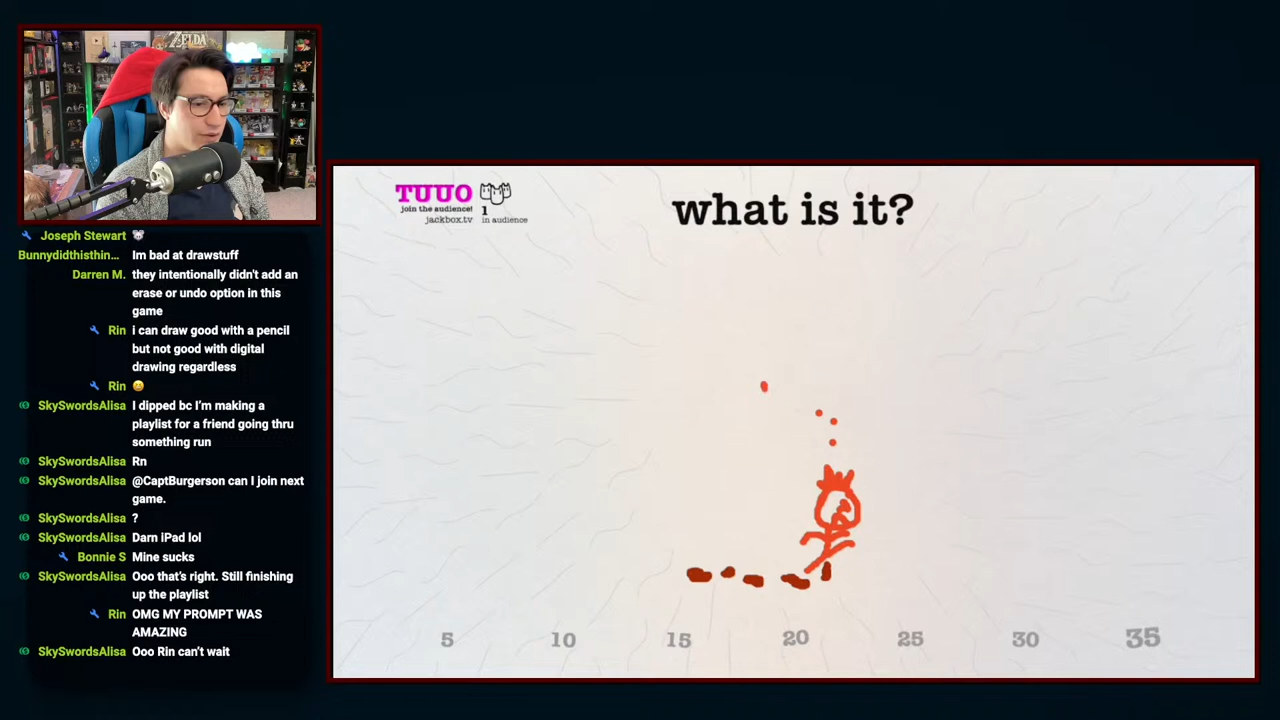 ZELDA
Joseph Stewart
Bunnydidthisthin… Im bad at drawstuff
Darren M. they intentionally didn't add an
erase or undo option in this
game
Rin i can draw good with a pencil
but not good with digital
drawing regardless
Rin
SkySwordsAlisa I dipped bc I'm making a
playlist for a friend going thru
something run
SkySwordsAlisa Rn
SkySwordsAlisa @CaptBurgerson can I join next
game.
SkySwordsAlisa ?
SkySwordsAlisa Darn iPad lol
Bonnie S Mine sucks
SkySwordsAlisa Ooo that's right. Still finishing
up the playlist
Rin OMG MY PROMPT WAS
AMAZING
SkySwordsAlisa Ooo Rin can't wait
TUUO
join the audience!
jackbox.tv
1
in audience
what is it?
5 10 15 20 25 30 35